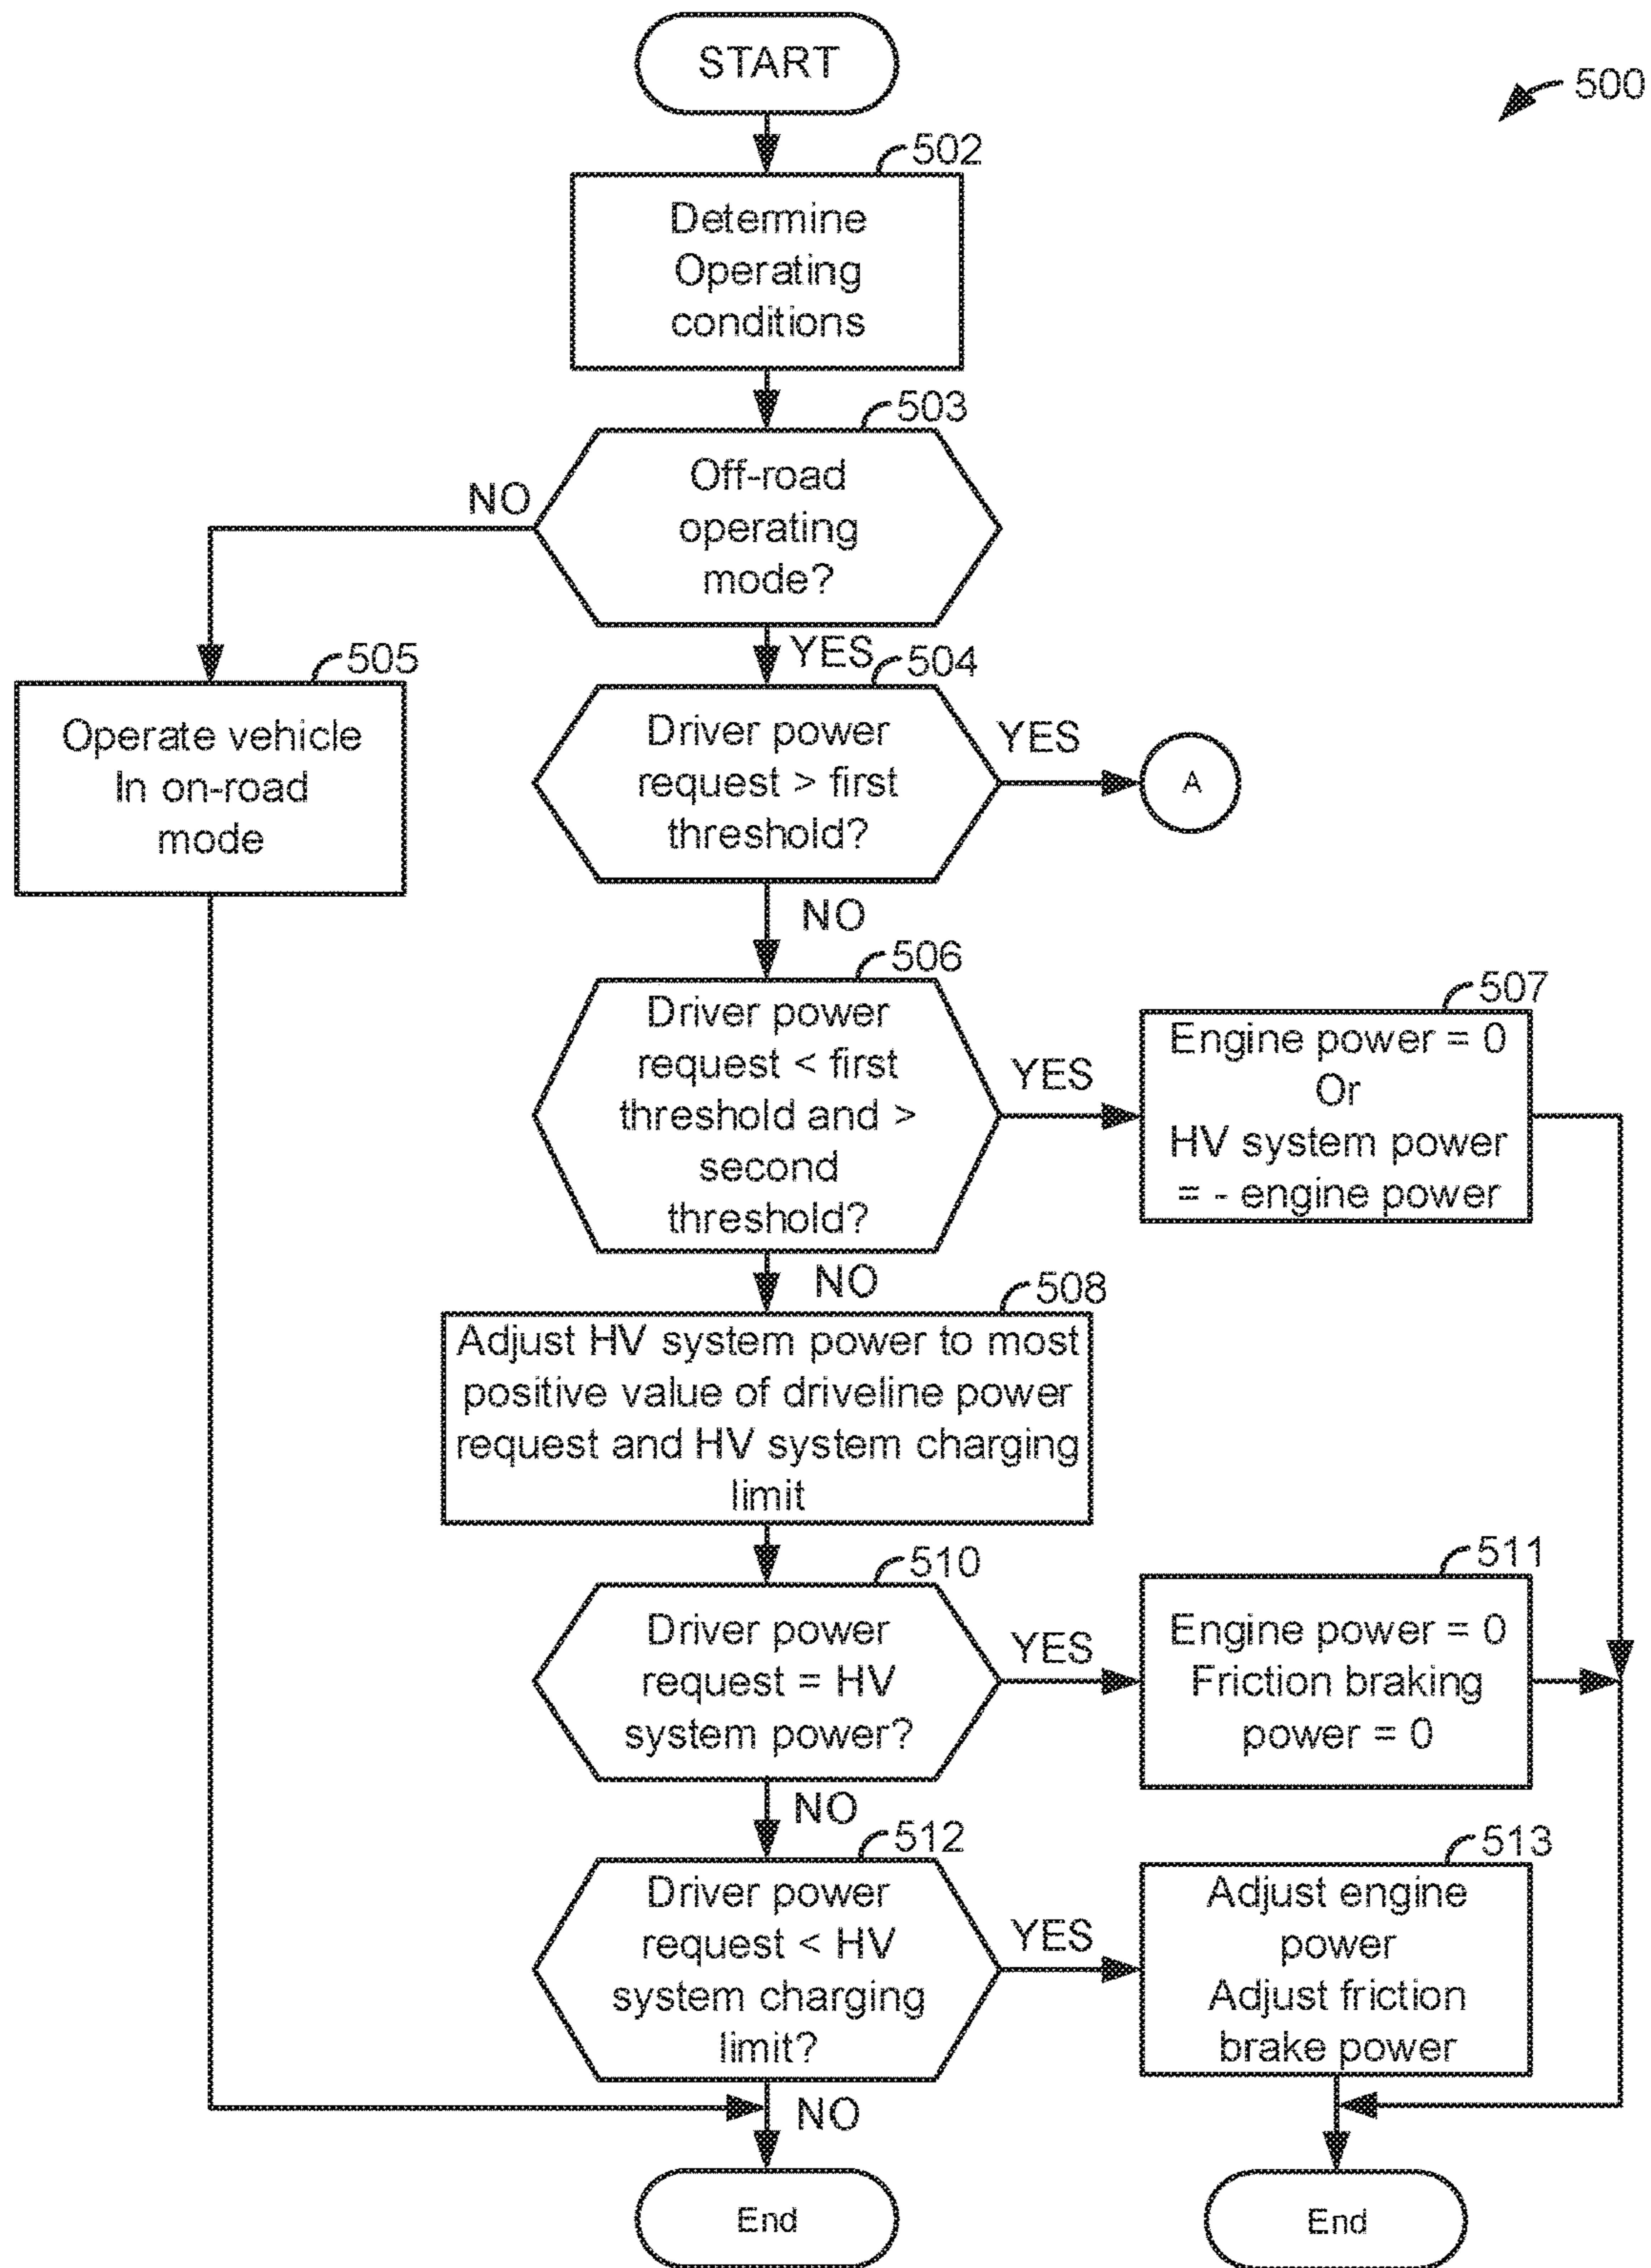 START
500
502
Determine
Operating
conditions
503
Off-road
operating
mode?
NO
YES
505
Operate vehicle
In on-road
mode
504
Driver power
request > first
threshold?
YES
A
NO
506
Driver power
request < first
threshold and >
second
threshold?
YES
507
Engine power = 0
Or
HV system power
= - engine power
NO
508
Adjust HV system power to most
positive value of driveline power
request and HV system charging
limit
510
Driver power
request = HV
system power?
YES
511
Engine power = 0
Friction braking
power = 0
NO
512
Driver power
request < HV
system charging
limit?
YES
513
Adjust engine
power
Adjust friction
brake power
NO
End
End